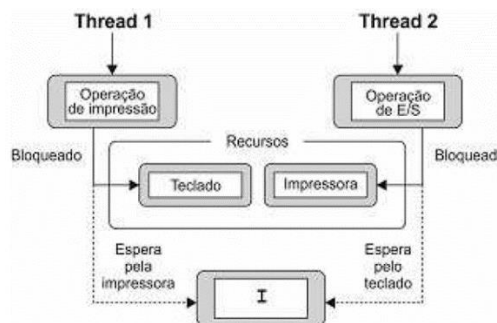 Thread 1
Thread 2
Operação
de impressão
Operação
de E/S
Bloqueado
Recursos
Bloquead
Teclado
Impressora
Espera
pela
impressora
Espera
pelo
teclado
I